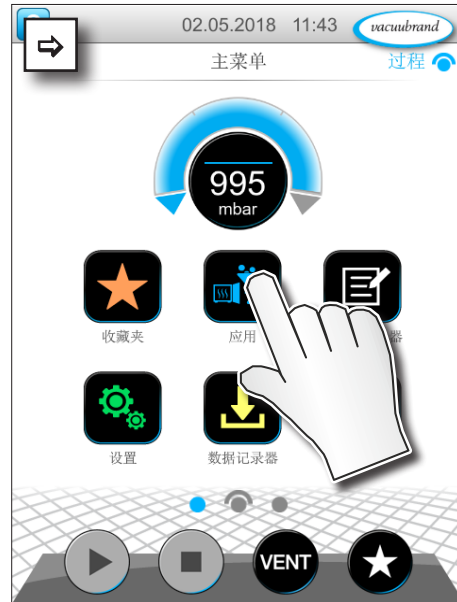 02.05.2018 11:43 vacuubrand
主菜单 过程
995
mbar
收藏夹 应用 器
设置 数据记录器
VENT